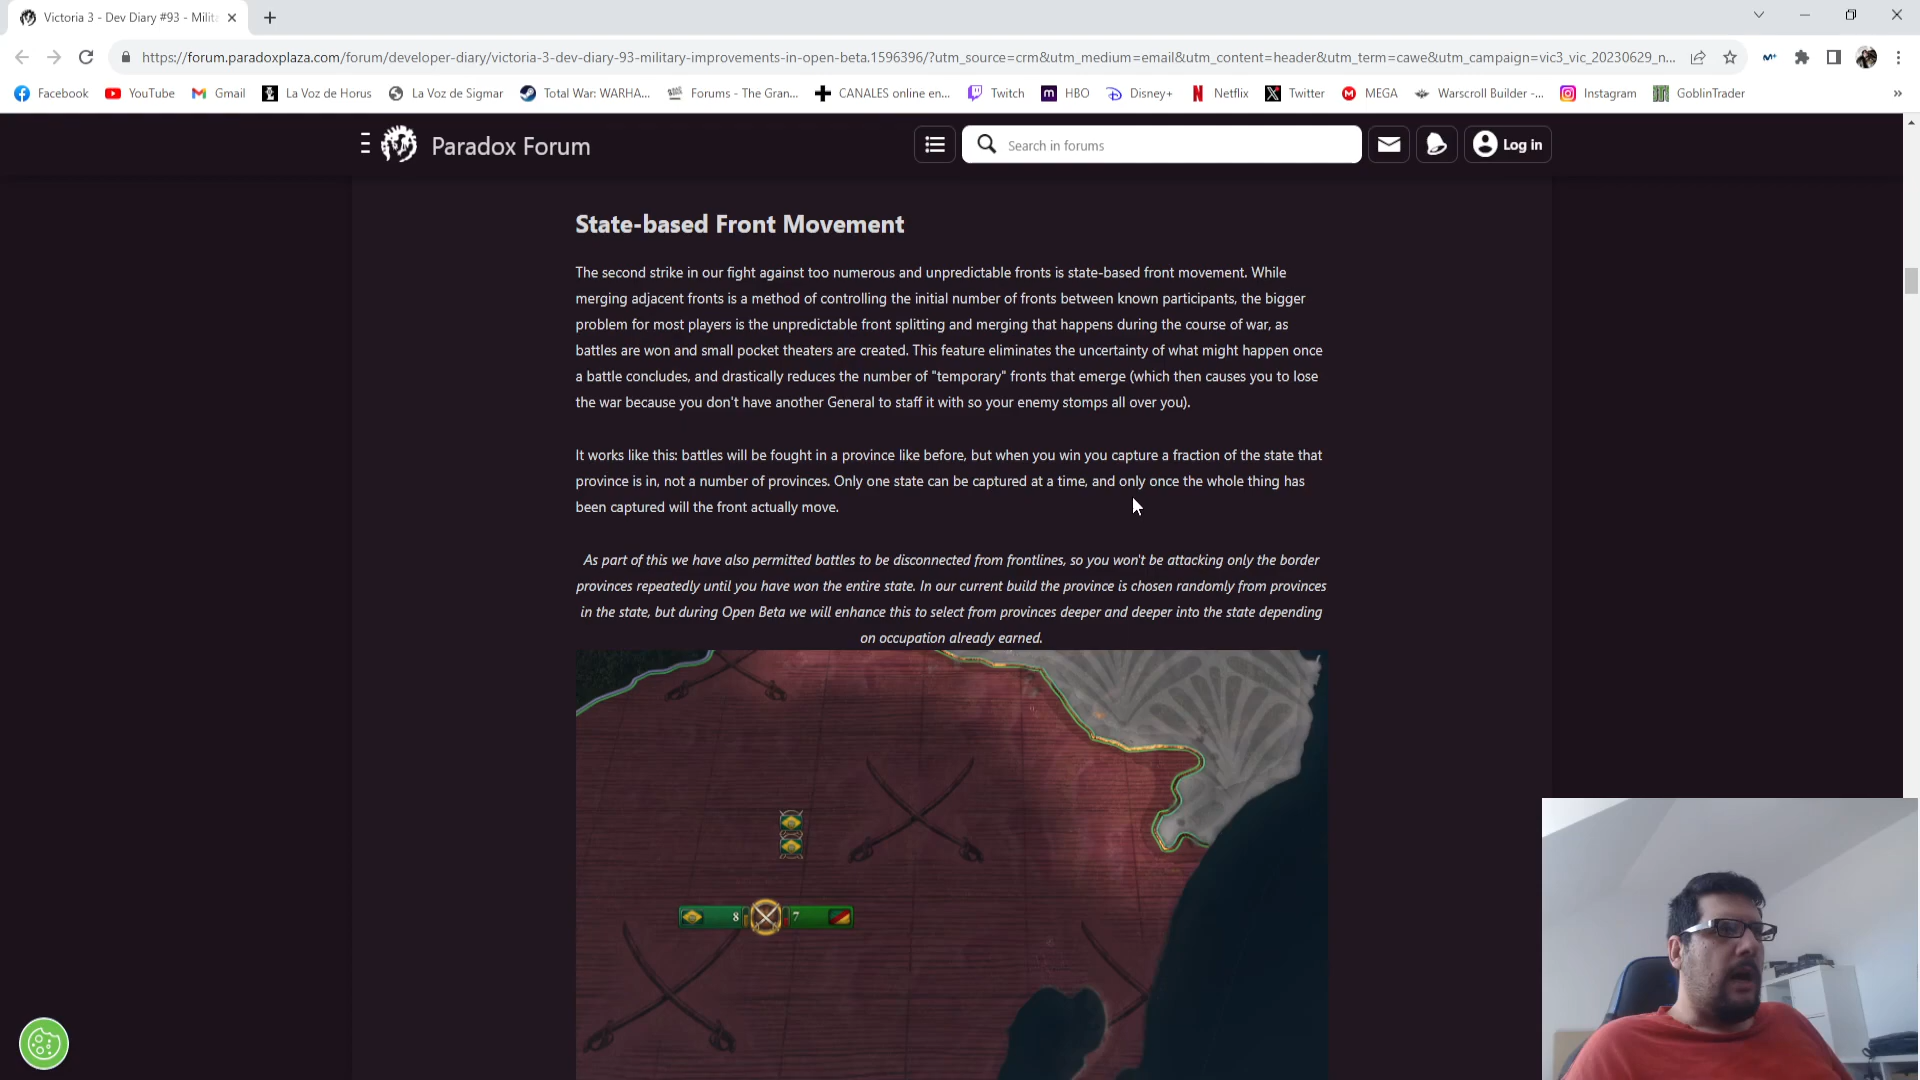 Victoria 3 - Dev Diary #93 - Milit
https://forum.paradoxplaza.com/forum/developer-diary/victoria-3-dev-diary-93-military-improvements-in-open-beta.1596396/?utm_source=crm&utm_medium=email&utm_content=header&utm_term=cawe&utm_campaign=vic3_vic_20230629_n...
Facebook YouTube Gmail La Voz de Horus La Voz de Sigmar Total War: WARHA... Forums - The Gran... CANALES online en... Twitch HBO Disney+ Netflix Twitter MEGA Warscroll Builder -... Instagram GoblinTrader
Paradox Forum
Search in forums
Log in
State-based Front Movement
The second strike in our fight against too numerous and unpredictable fronts is state-based front movement. While
merging adjacent fronts is a method of controlling the initial number of fronts between known participants, the bigger
problem for most players is the unpredictable front splitting and merging that happens during the course of war, as
battles are won and small pocket theaters are created. This feature eliminates the uncertainty of what might happen once
a battle concludes, and drastically reduces the number of "temporary" fronts that emerge (which then causes you to lose
the war because you don't have another General to staff it with so your enemy stomps all over you).
It works like this: battles will be fought in a province like before, but when you win you capture a fraction of the state that
province is in, not a number of provinces. Only one state can be captured at a time, and only once the whole thing has
been captured will the front actually move.
As part of this we have also permitted battles to be disconnected from frontlines, so you won't be attacking only the border
provinces repeatedly until you have won the entire state. In our current build the province is chosen randomly from provinces
in the state, but during Open Beta we will enhance this to select from provinces deeper and deeper into the state depending
on occupation already earned.
8 7